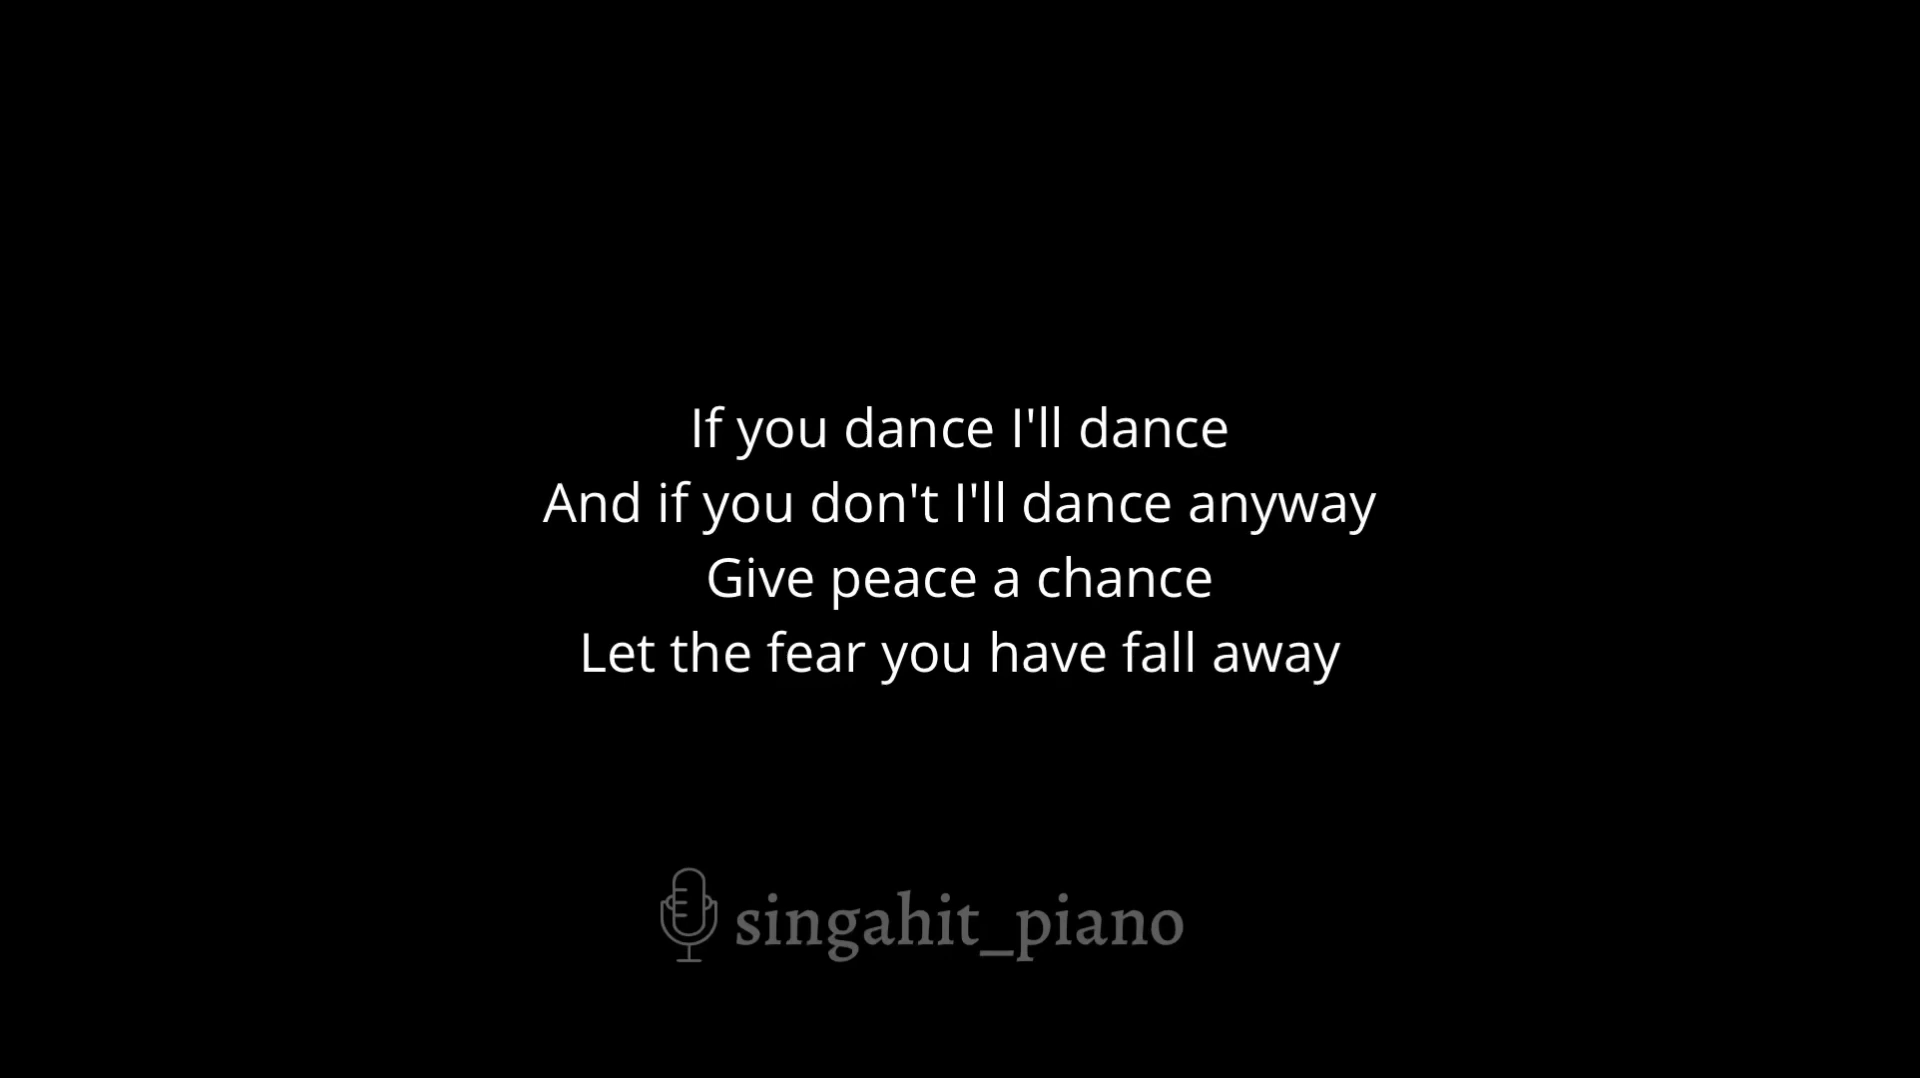 If you dance I'll dance
And if you don't I'll dance anyway
Give peace a chance
Let the fear you have fall away
singahit_piano